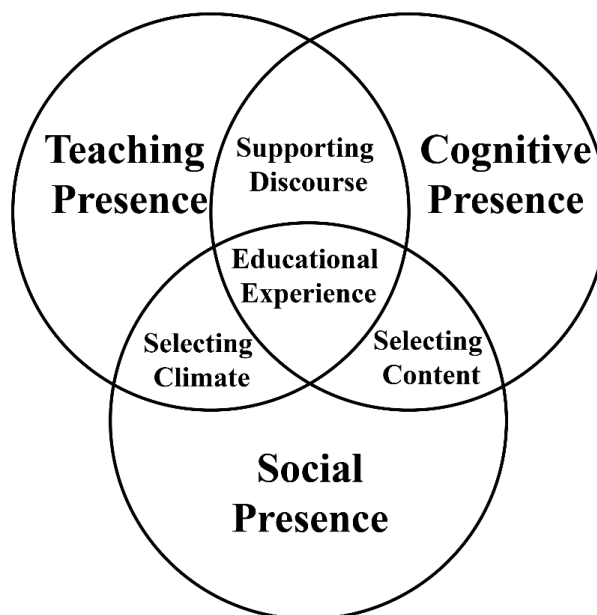 Teaching
Presence
Supporting
Discourse
Cognitive
Presence
Educational
Experience
Selecting
Climate
Selecting
Content
Social
Presence